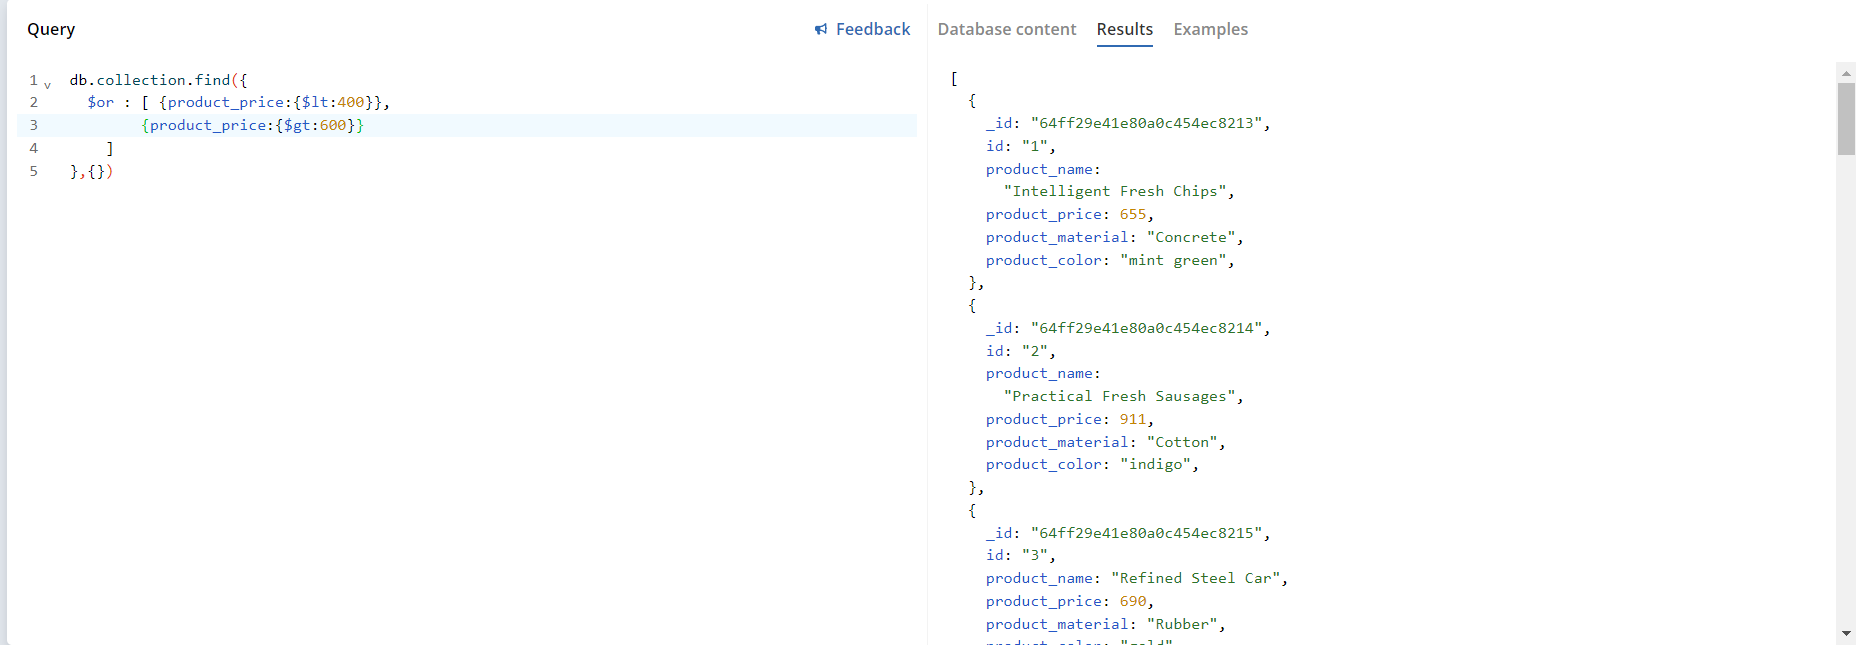 Query
Feedback
1 db.collection.find({
2 $or : [ {product_price:{$lt:400}},
3 {product_price:{$gt:600}}
4 ]
5 },{})
Database content Results Examples
[
{
_id: "64ff29e41e80a0c454ec8213",
id: "1",
product_name:
"Intelligent Fresh Chips",
product_price: 655,
product_material: "Concrete",
product_color: "mint green",
},
{
_id: "64ff29e41e80a0c454ec8214",
id: "2",
product_name:
"Practical Fresh Sausages",
product_price: 911,
product_material: "Cotton",
product_color: "indigo",
},
{
_id: "64ff29e41e80a0c454ec8215",
id: "3",
product_name: "Refined Steel Car",
product_price: 690,
product_material: "Rubber",
product_color: "gold"